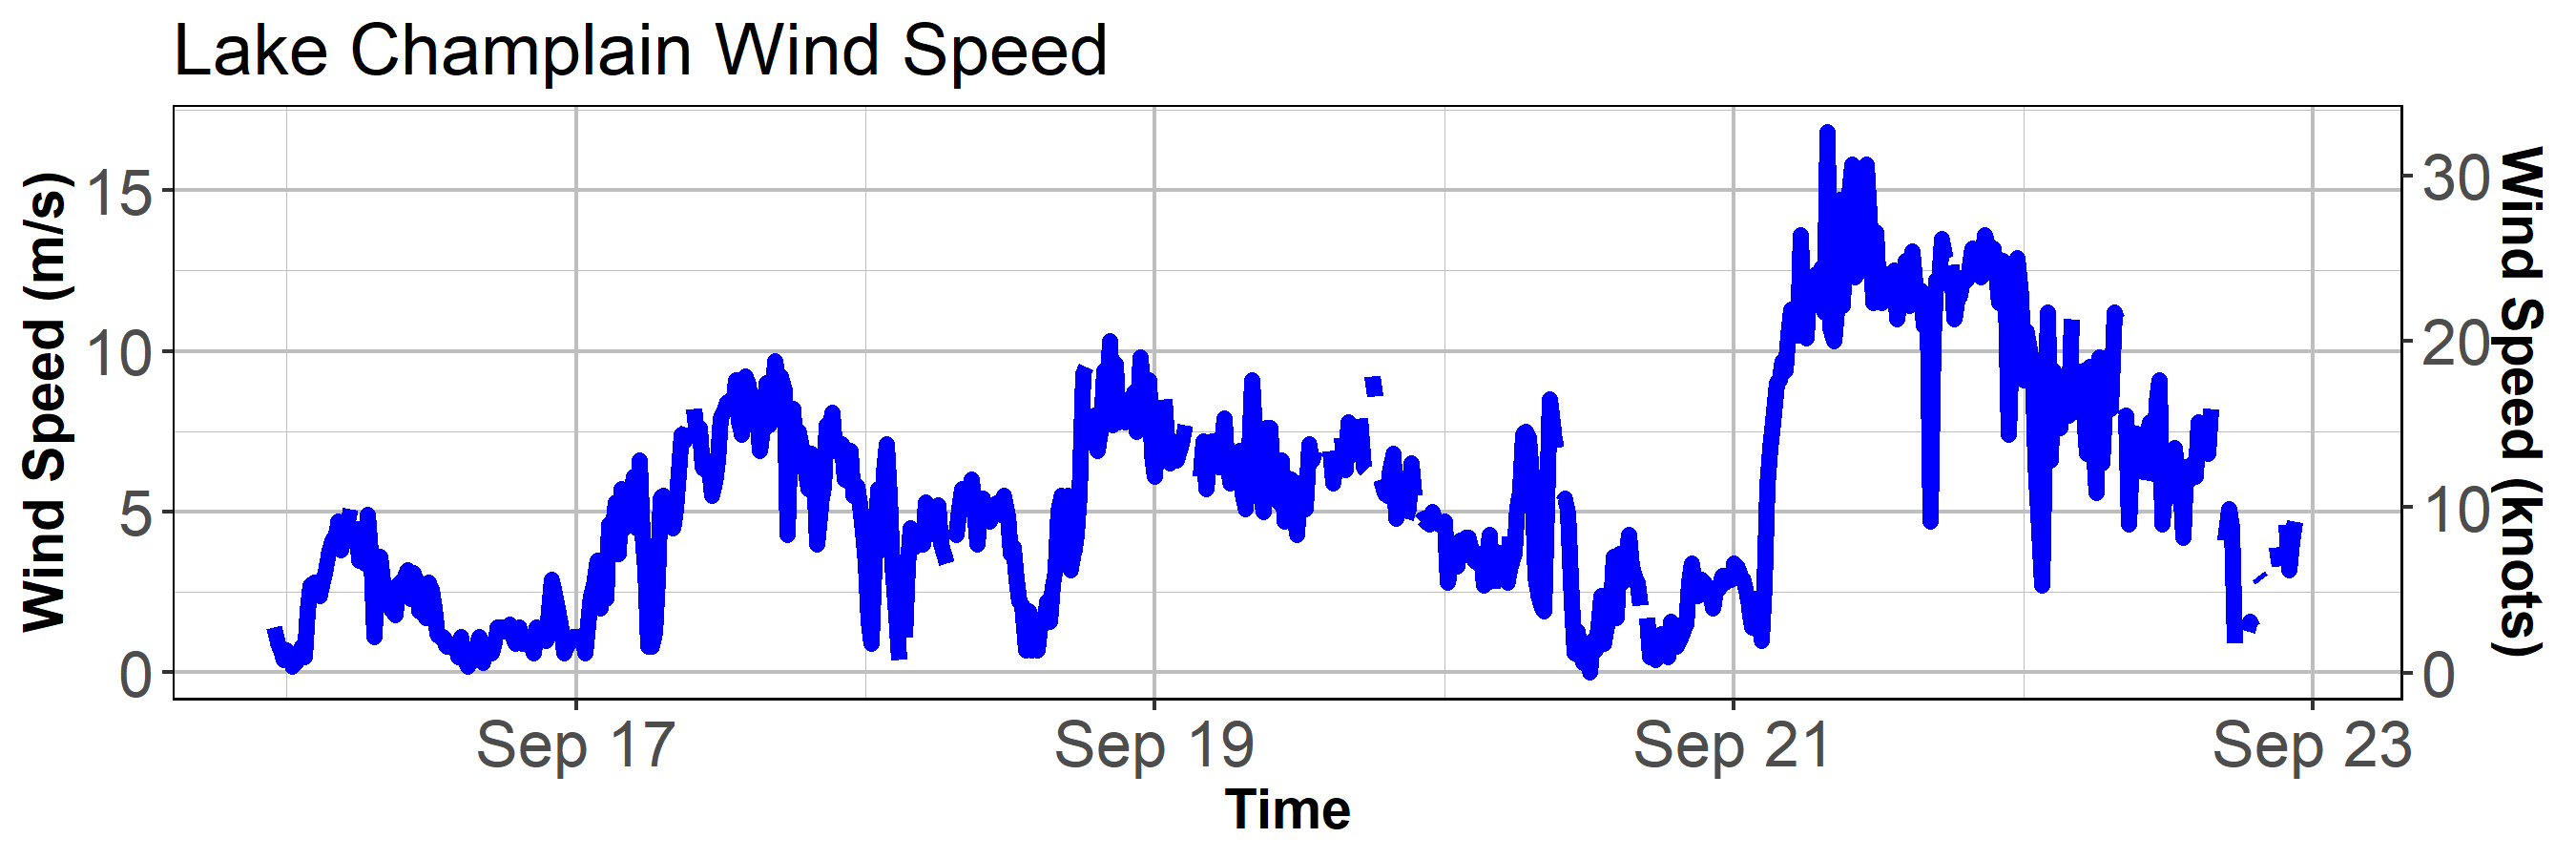 Lake Champlain Wind Speed
Wind Speed (m/s)
15
10
5
0
30
20
10
0
Wind Speed (knots)
Sep 17
Sep 19
Sep 21
Sep 23
Time